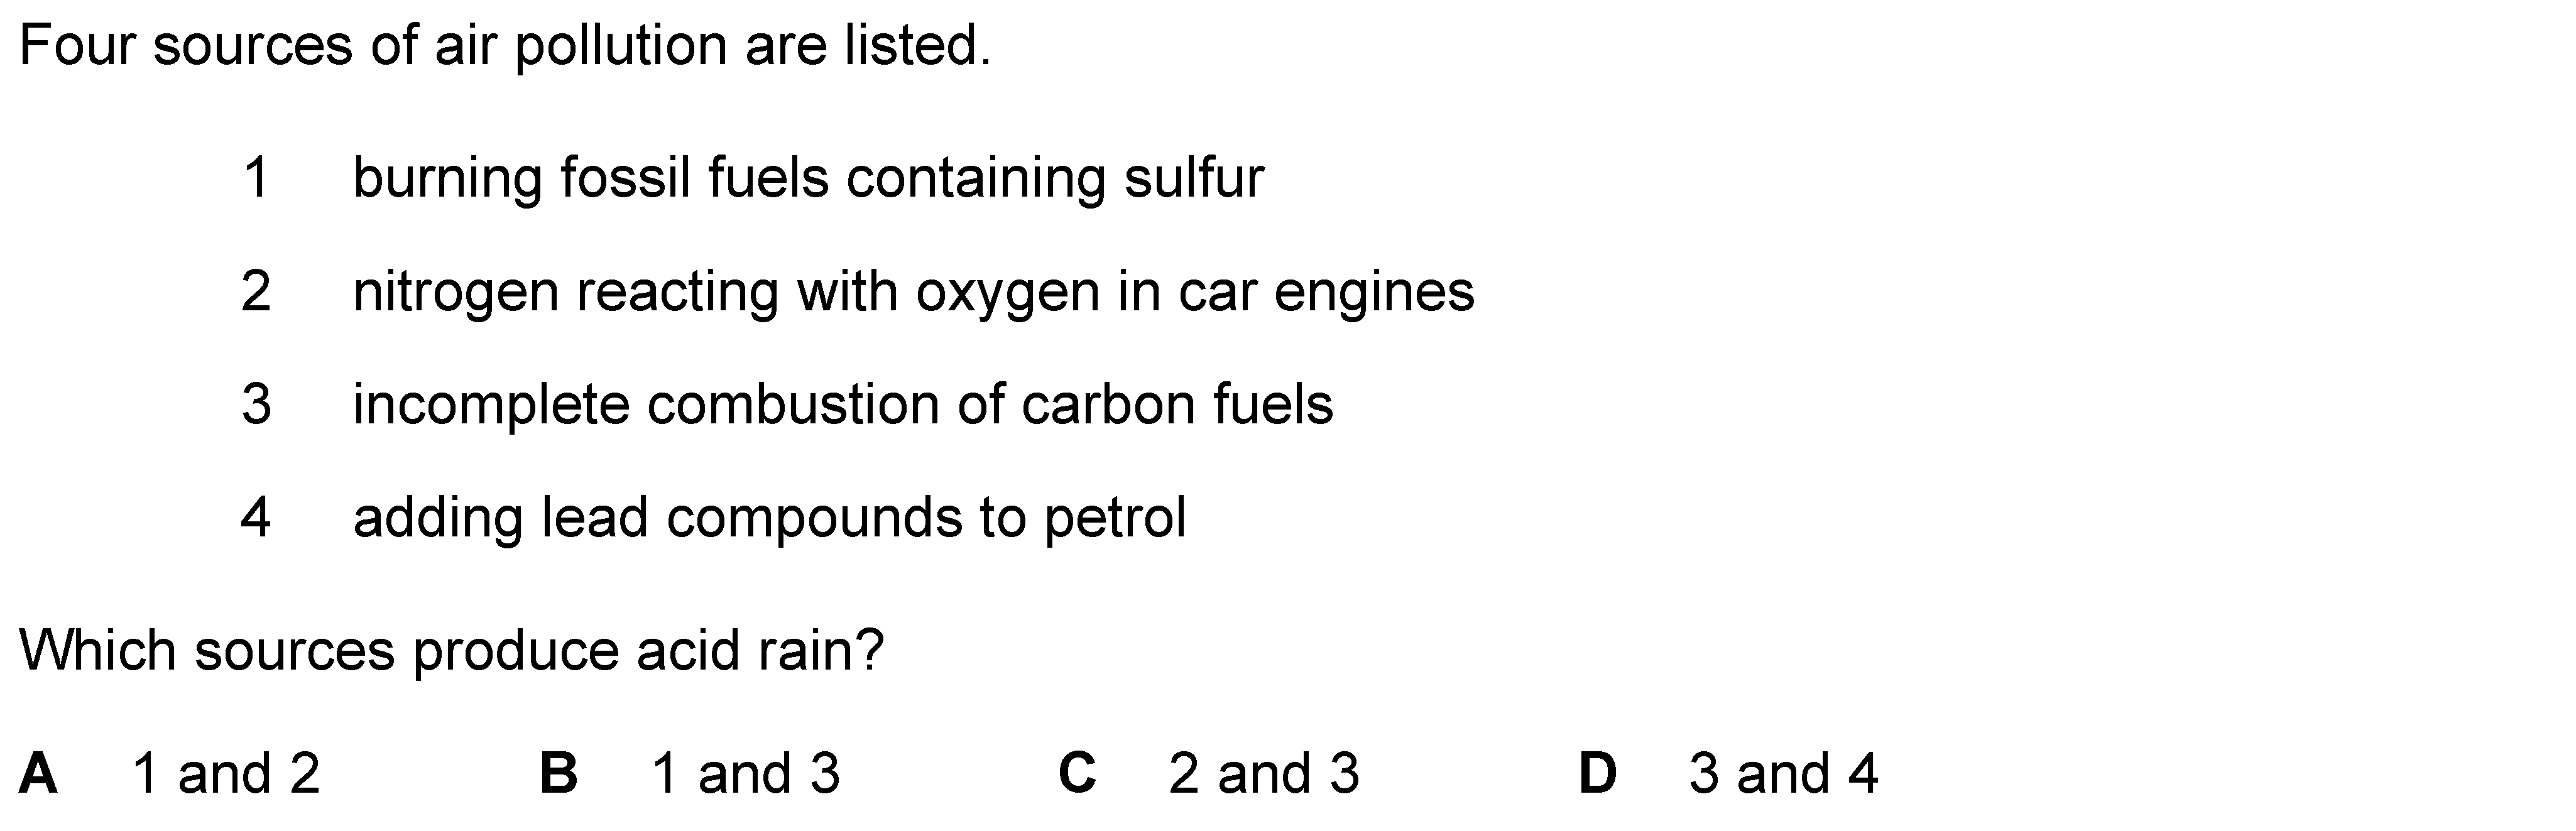 Four sources of air pollution are listed.
1 burning fossil fuels containing sulfur
2 nitrogen reacting with oxygen in car engines
3 incomplete combustion of carbon fuels
4 adding lead compounds to petrol
Which sources produce acid rain?
A 1 and 2 B 1 and 3 C 2 and 3 D 3 and 4